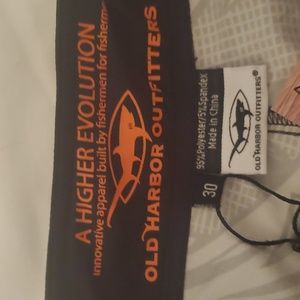 A HIGHER EVOLUTION
innovative apparel built by fishermen for fishermen
OLD HARBOR OUTFITTERS
OLD HARBOR OUTFITTERS®
95%Polyester/5%Spandex
Made in China
30